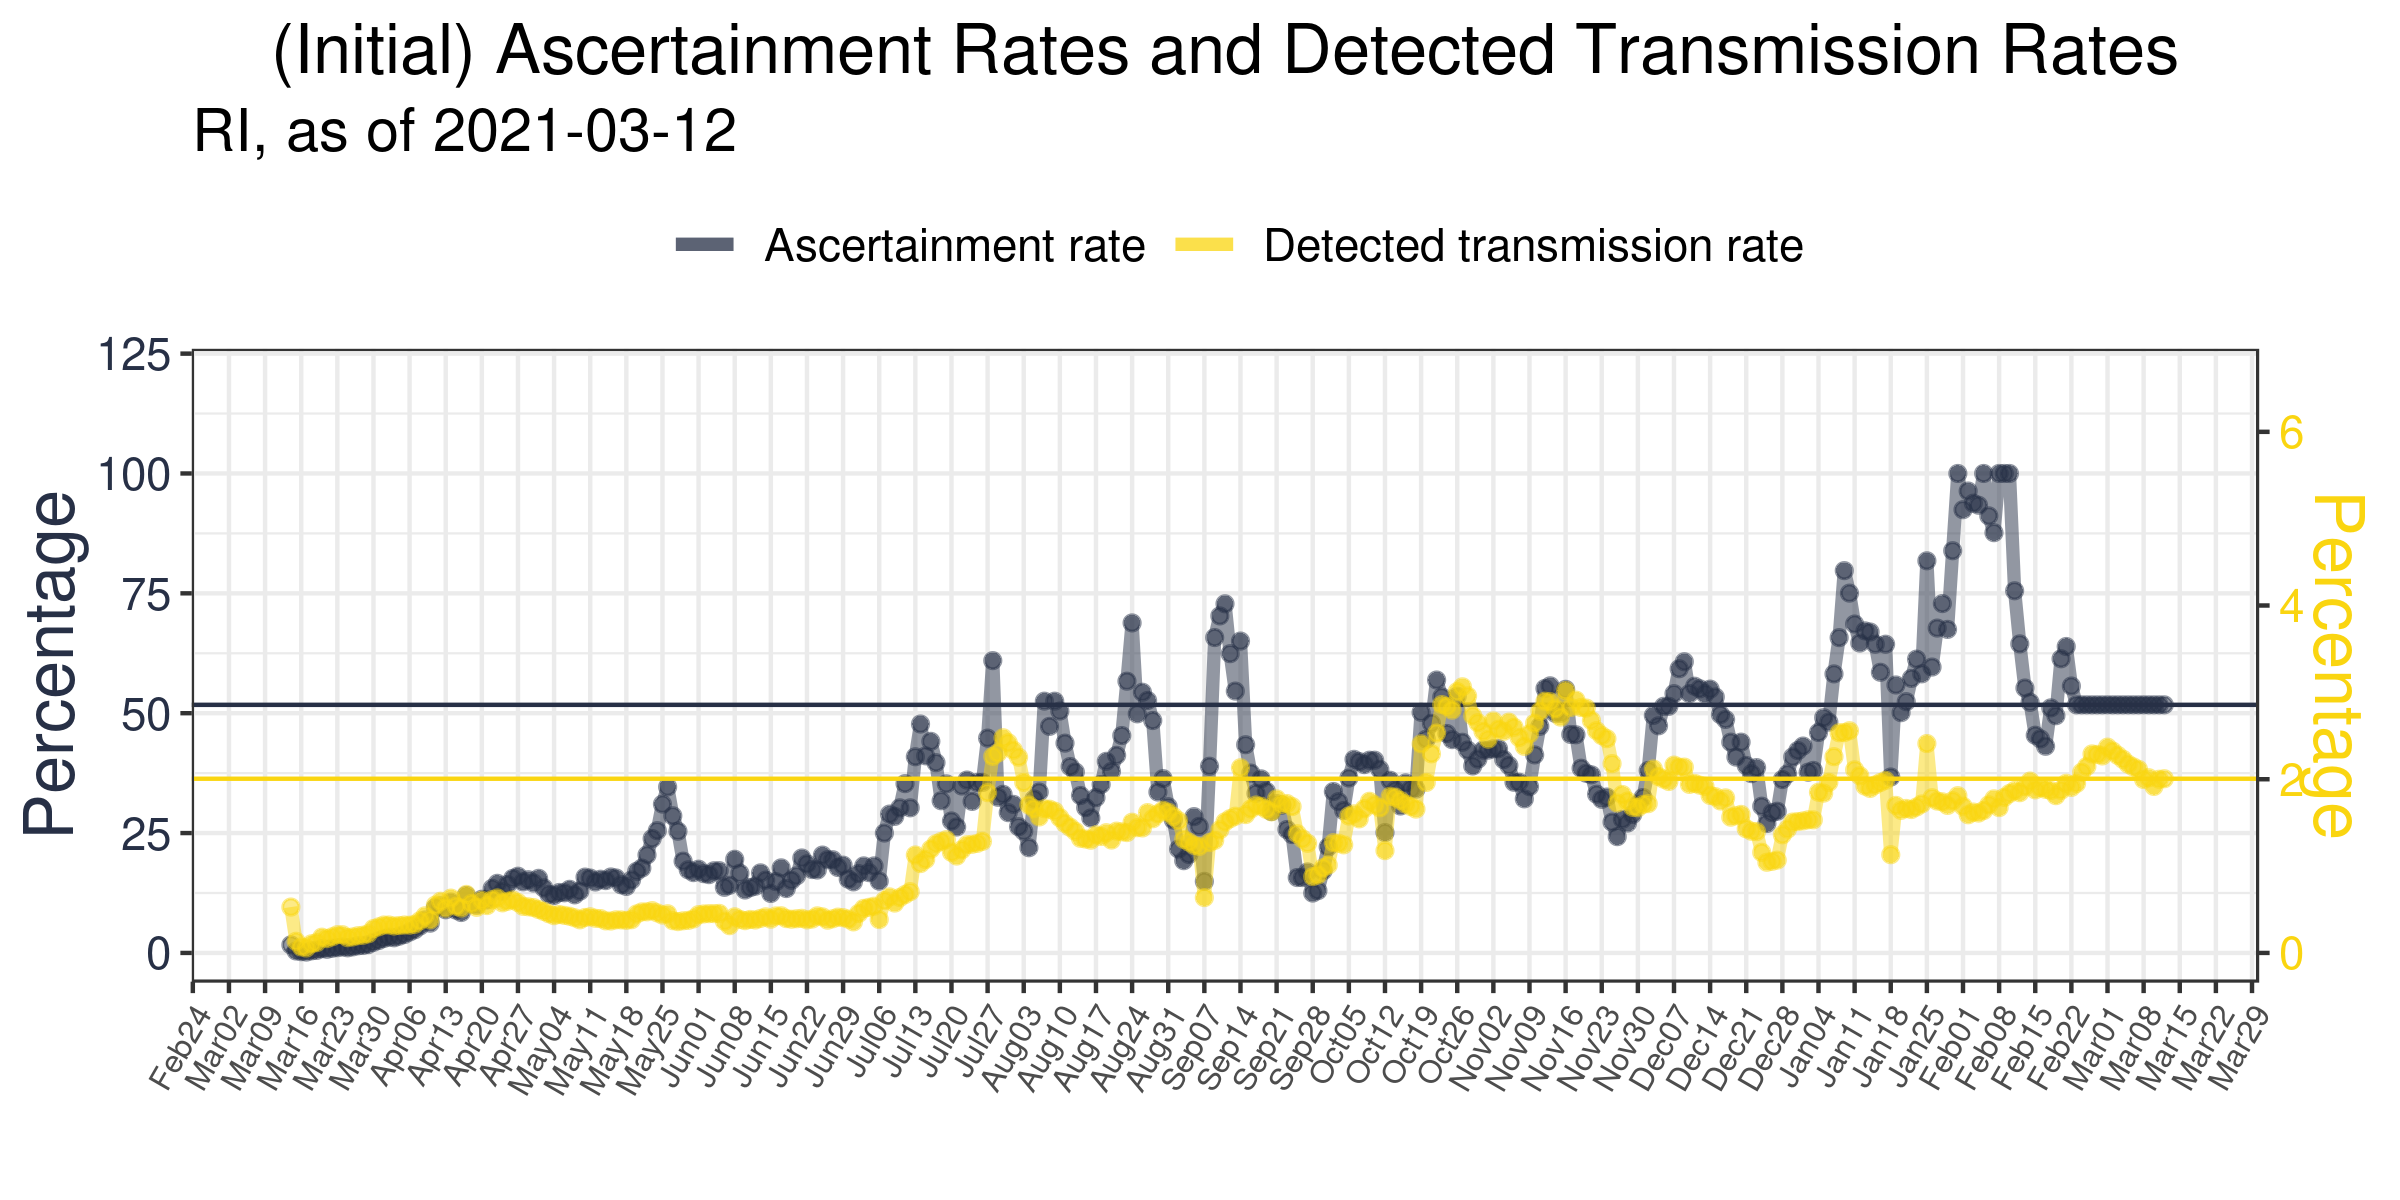 (Initial) Ascertainment Rates and Detected Transmission Rates
RI, as of 2021-03-12
Ascertainment rate
Detected transmission rate
Percentage
125
100
75
50
25
0
6
4
2
0
Percentage
Feb24
Mar02
Mar09
Mar16
Mar23
Mar30
Apr06
Apr13
Apr20
Apr27
May04
May11
May18
May25
Jun01
Jun08
Jun15
Jun22
Jun29
Jul06
Jul13
Jul20
Jul27
Aug03
Aug10
Aug17
Aug24
Aug31
Sep07
Sep14
Sep21
Sep28
Oct05
Oct12
Oct19
Oct26
Nov02
Nov09
Nov16
Nov23
Nov30
Dec07
Dec14
Dec21
Dec28
Jan04
Jan11
Jan18
Jan25
Feb01
Feb08
Feb15
Feb22
Mar01
Mar08
Mar15
Mar22
Mar29